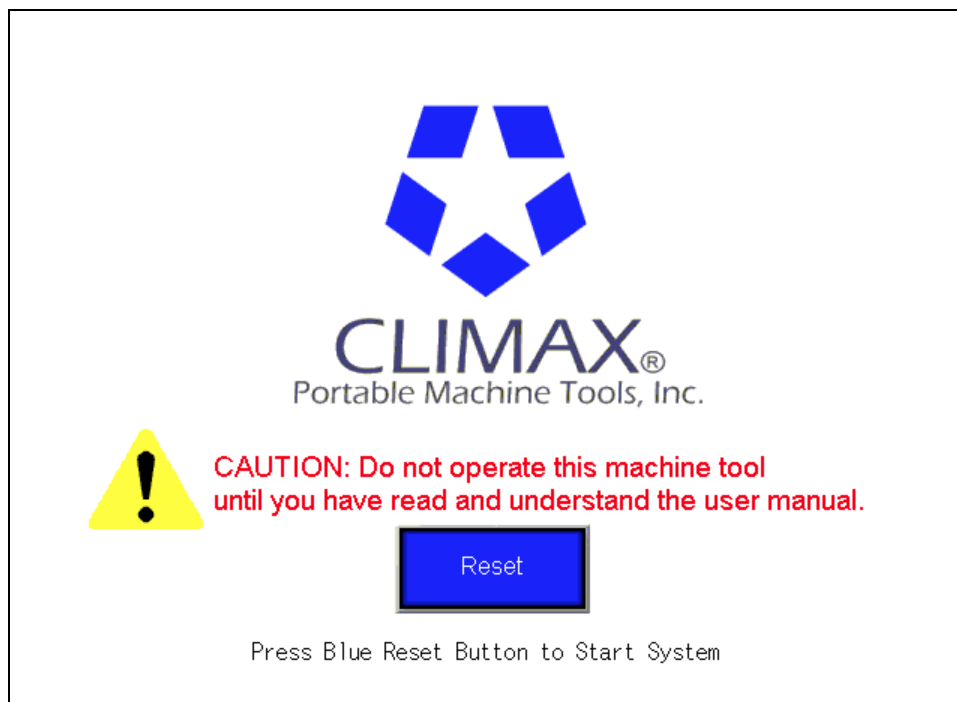 CLIMAX®
Portable Machine Tools, Inc.
CAUTION: Do not operate this machine tool
until you have read and understand the user manual.
Reset
Press Blue Reset Button to Start System